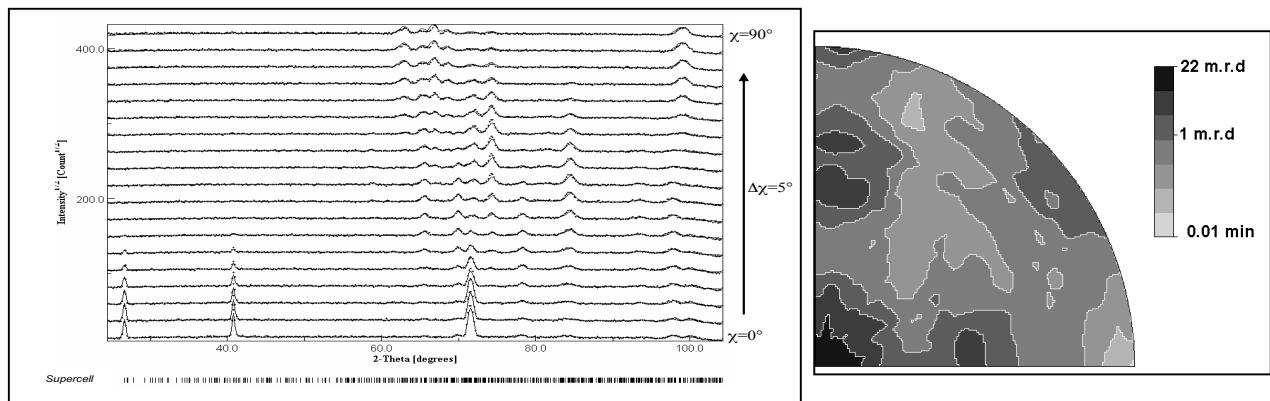 400.0
200.0
Intensity^1/2 [Count^1/2]
χ=90°
Δχ=5°
χ=0°
40.0 60.0 80.0 100.0
2-Theta [degrees]
Supercell
22 m.r.d
1 m.r.d
0.01 min